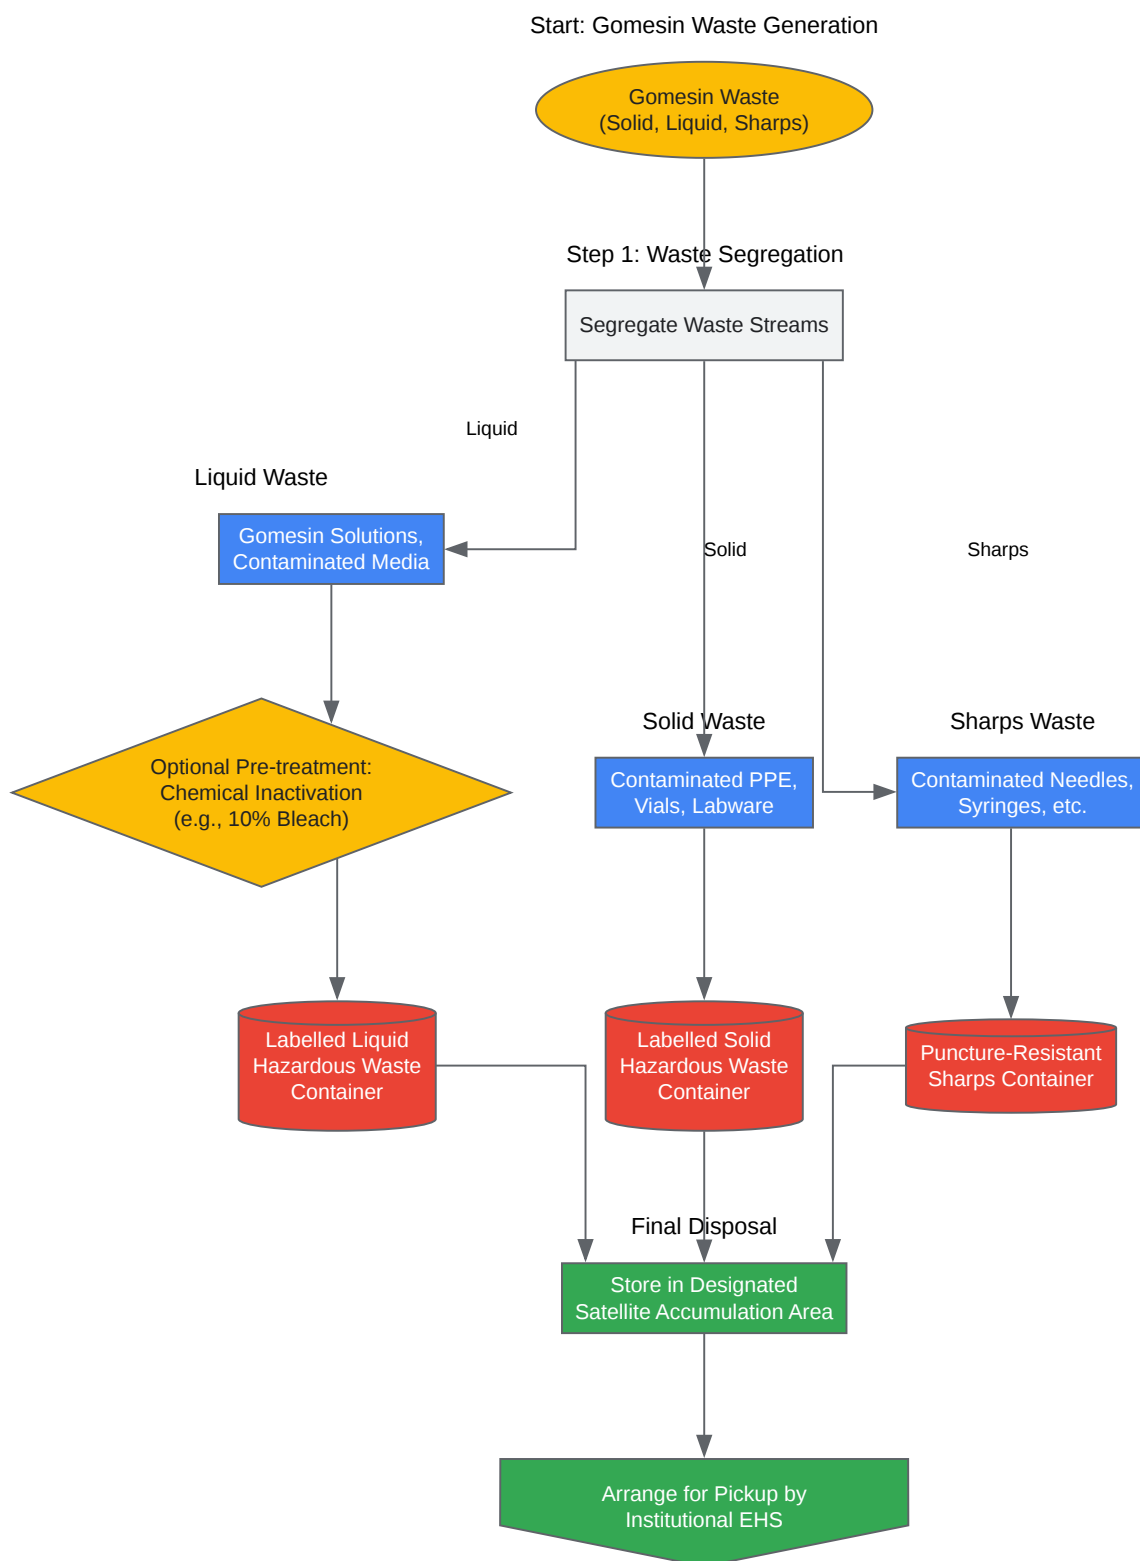 Start: Gomesin Waste Generation
Gomesin Waste
(Solid, Liquid, Sharps)
Step 1: Waste Segregation
Segregate Waste Streams
Liquid
Liquid Waste
Gomesin Solutions,
Contaminated Media
Solid
Sharps
Solid Waste
Sharps Waste
Optional Pre-treatment:
Chemical Inactivation
(e.g., 10% Bleach)
Contaminated PPE,
Vials, Labware
Contaminated Needles,
Syringes, etc.
Labelled Liquid
Hazardous Waste
Container
Labelled Solid
Hazardous Waste
Container
Puncture-Resistant
Sharps Container
Final Disposal
Store in Designated
Satellite Accumulation Area
Arrange for Pickup by
Institutional EHS